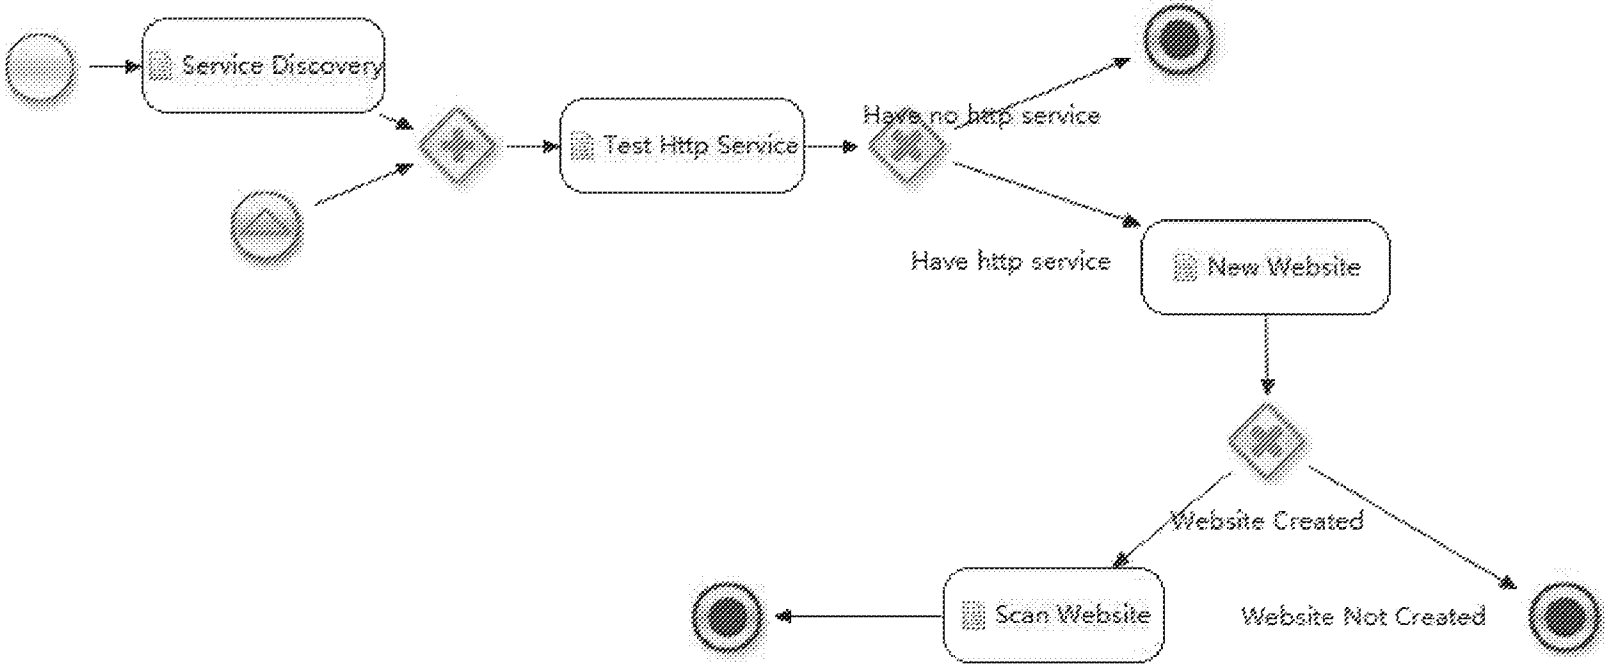 Service Discovery
Have no http service
Test Http Service
Have http service
New Website
Website Created
Scan Website
Website Not Created